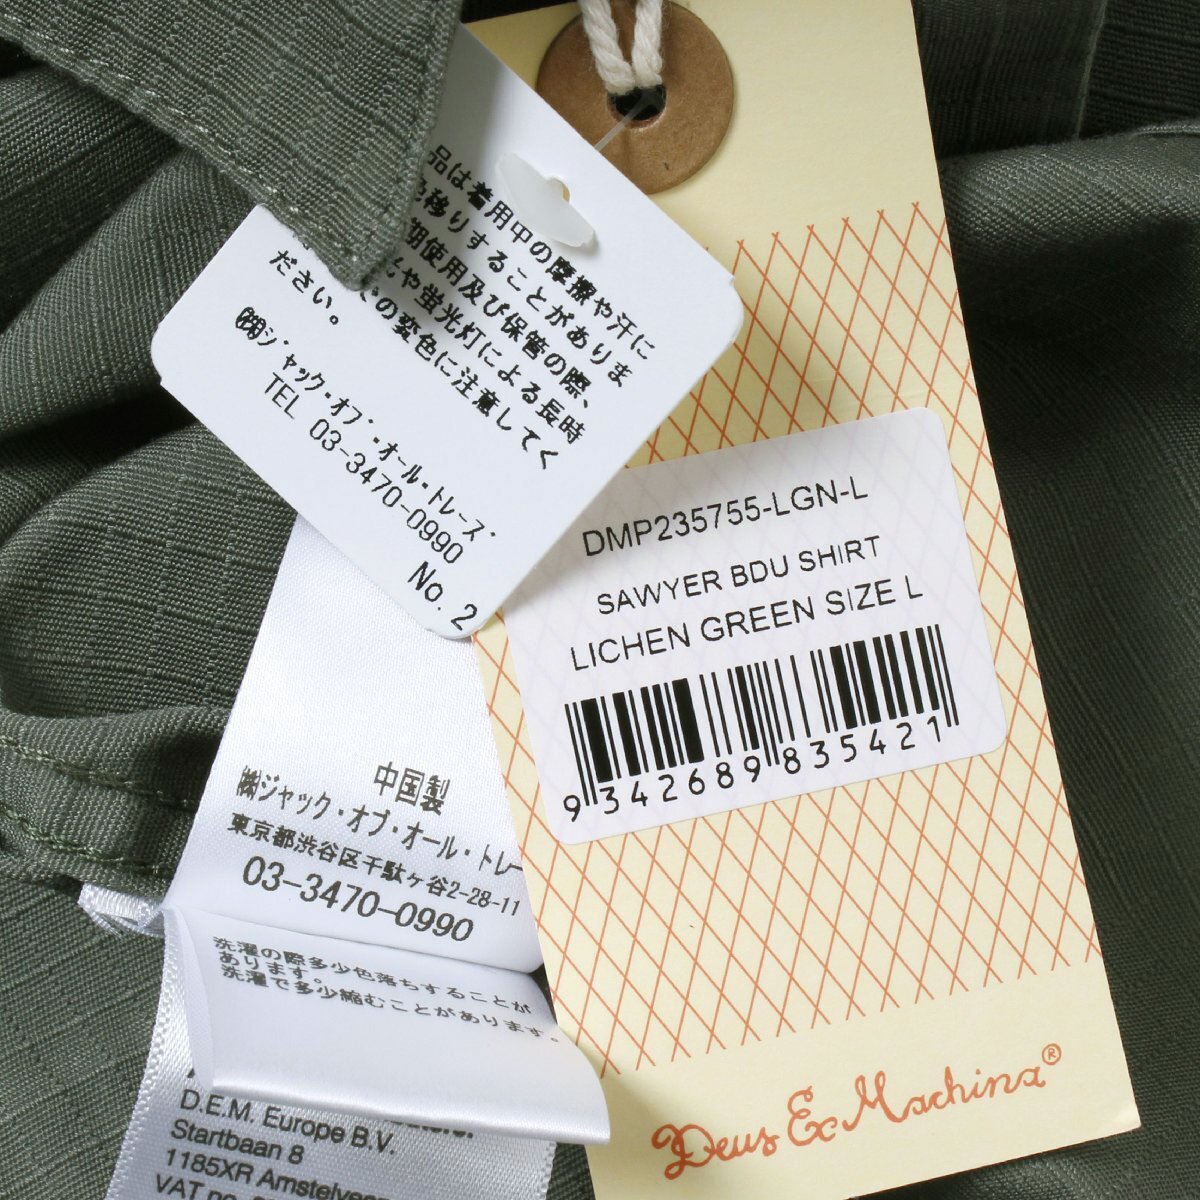 品は着用中の摩擦や汗に
色移りすることがありま
期使用及び保管の際、
や蛍光灯による長時
の変色に注意してく
ださい。
㈱ジャック・オブ・オール・トレーズ
TEL 03-3470-0990
No. 2
DMP235755-LGN-L
SAWYER BDU SHIRT
LICHEN GREEN SIZE L
9 342689 835421
中国製
㈱ジャック・オブ・オール・トレー
東京都渋谷区千駄ヶ谷2-28-11
03-3470-0990
洗濯の際多少色落ちすることが
あります。
洗濯で多少縮むことがあります。
D.E.M. Europe B.V.
Startbaan 8
1185XR Amstelveen
VAT no.
Deus Ex Machina®